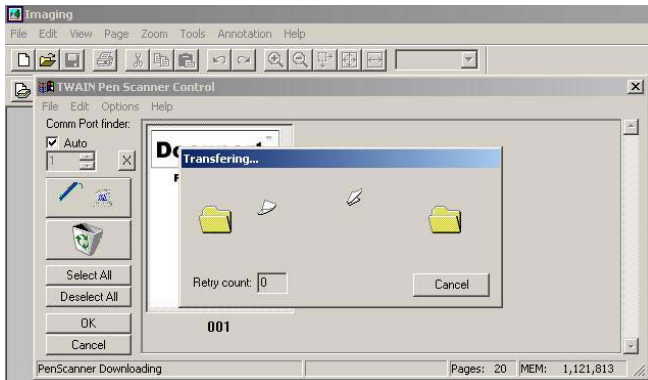 Imaging
File Edit View Page Zoom Tools Annotation Help
TWAIN Pen Scanner Control
File Edit Options Help
Comm Port finder:
Auto
1
X
Transfering...
Retry count: 0
Cancel
Select All
Deselect All
OK
Cancel
001
PenScanner Downloading
Pages: 20 MEM: 1,121,813